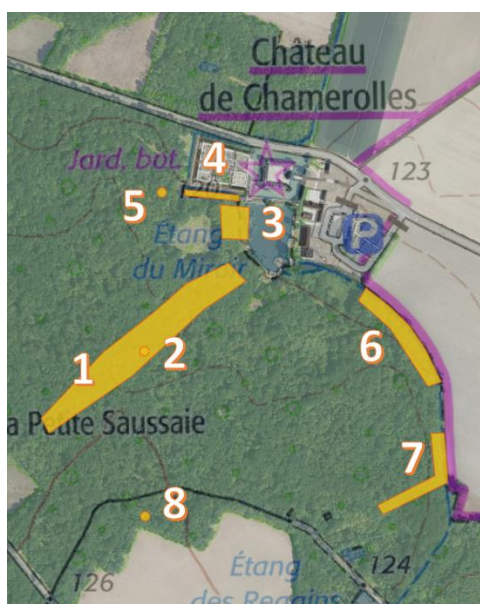 Château
de Chamerolles
Jard. bot.
4
123
5
120
3
Étang
du Miroir
P
6
1
2
a Petite Saussaie
7
8
Étang
des Regains
124
126